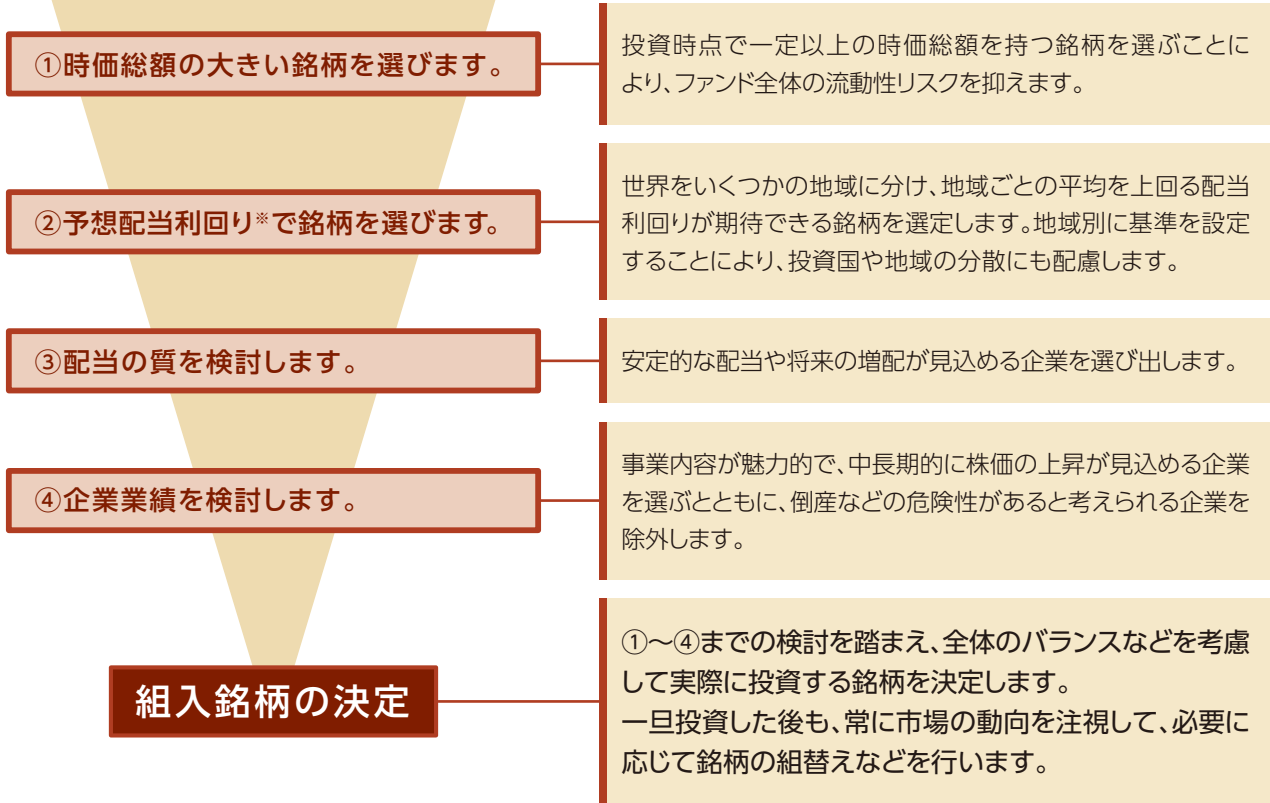 ①時価総額の大きい銘柄を選びます。
投資時点で一定以上の時価総額を持つ銘柄を選ぶことに
より、ファンド全体の流動性リスクを抑えます。
②予想配当利回り※で銘柄を選びます。
世界をいくつかの地域に分け、地域ごとの平均を上回る配当
利回りが期待できる銘柄を選定します。地域別に基準を設定
することにより、投資国や地域の分散にも配慮します。
③配当の質を検討します。
安定的な配当や将来の増配が見込める企業を選び出します。
④企業業績を検討します。
事業内容が魅力的で、中長期的に株価の上昇が見込める企業
を選ぶとともに、倒産などの危険性があると考えられる企業を
除外します。
組入銘柄の決定
①～④までの検討を踏まえ、全体のバランスなどを考慮
して実際に投資する銘柄を決定します。
一旦投資した後も、常に市場の動向を注視して、必要に
応じて銘柄の組替えなどを行います。